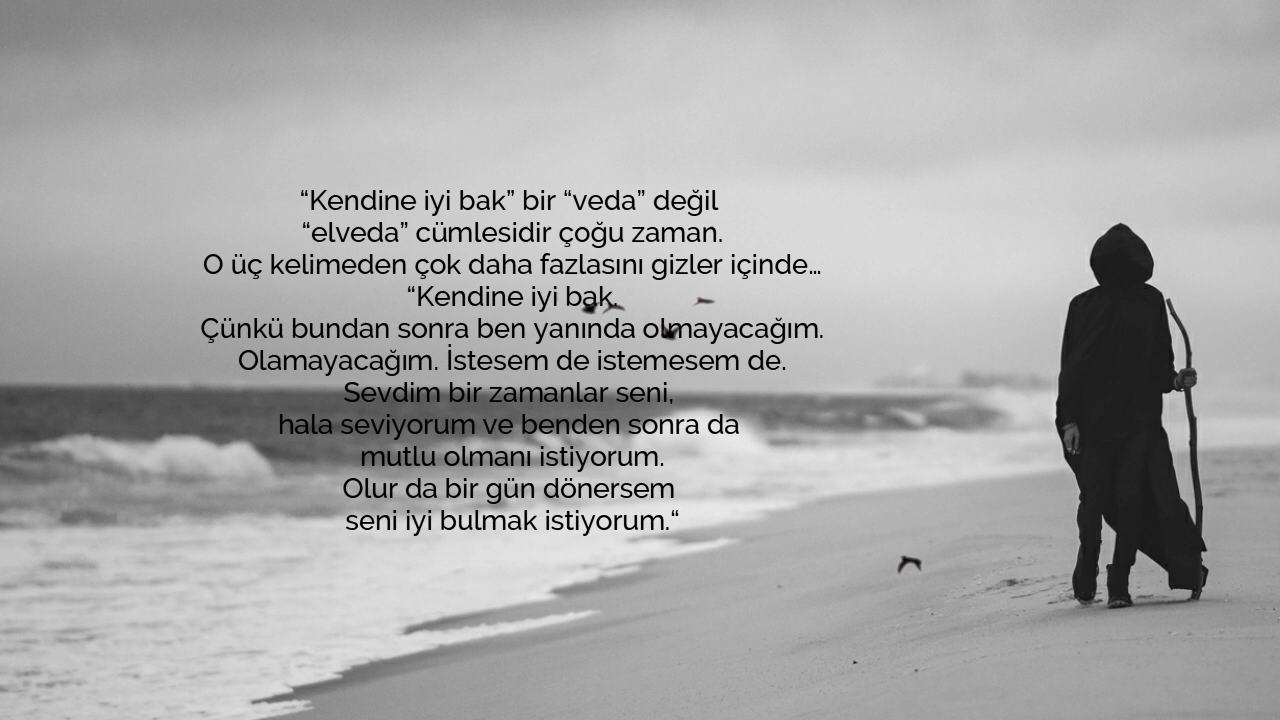 “Kendine iyi bak” bir “veda” değil
“elveda” cümlesidir çoğu zaman.
O üç kelimeden çok daha fazlasını gizler içinde…
“Kendine iyi bak.
Çünkü bundan sonra ben yanında olmayacağım.
Olamayacağım. İstesem de istemesem de.
Sevdim bir zamanlar seni,
hala seviyorum ve benden sonra da
mutlu olmanı istiyorum.
Olur da bir gün dönersem
seni iyi bulmak istiyorum.“